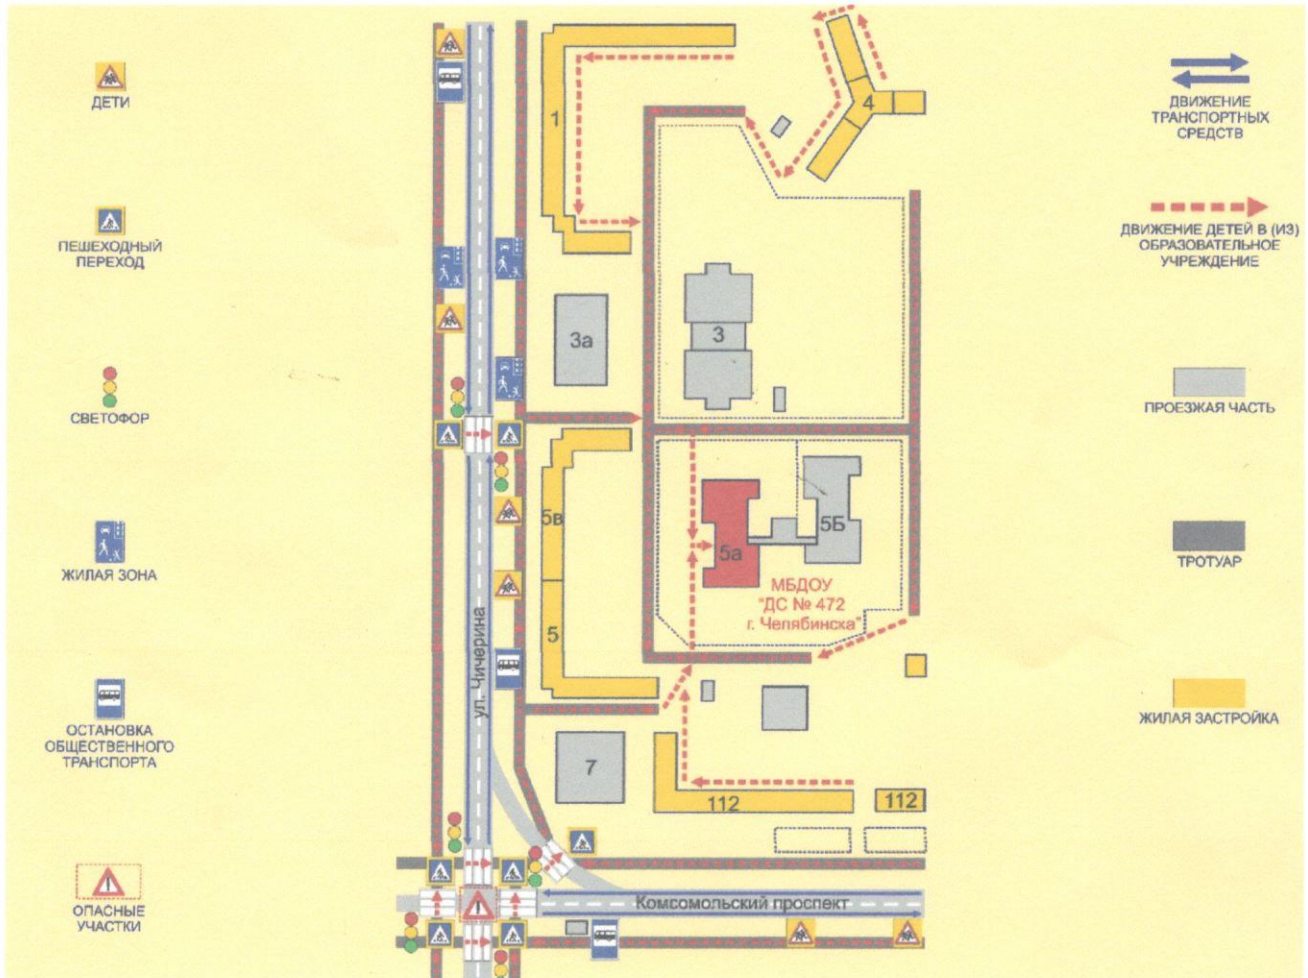 ДЕТИ
ПЕШЕХОДНЫЙ
ПЕРЕХОД
СВЕТОФОР
ЖИЛАЯ ЗОНА
ОСТАНОВКА
ОБЩЕСТВЕННОГО
ТРАНСПОРТА
ОПАСНЫЕ
УЧАСТКИ
1
4
3а
3
5в
5
5а
5Б
МБДОУ
"ДС № 472
г. Челябинска"
ул. Чичерина
7
112
112
Комсомольский проспект
ДВИЖЕНИЕ
ТРАНСПОРТНЫХ
СРЕДСТВ
ДВИЖЕНИЕ ДЕТЕЙ В (ИЗ)
ОБРАЗОВАТЕЛЬНОЕ
УЧРЕЖДЕНИЕ
ПРОЕЗЖАЯ ЧАСТЬ
ТРОТУАР
ЖИЛАЯ ЗАСТРОЙКА